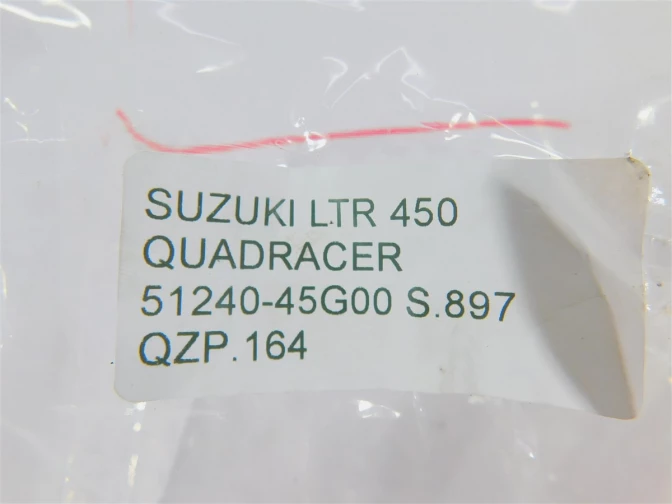 SUZUKI LTR 450
QUADRACER
51240-45G00 S.897
QZP.164